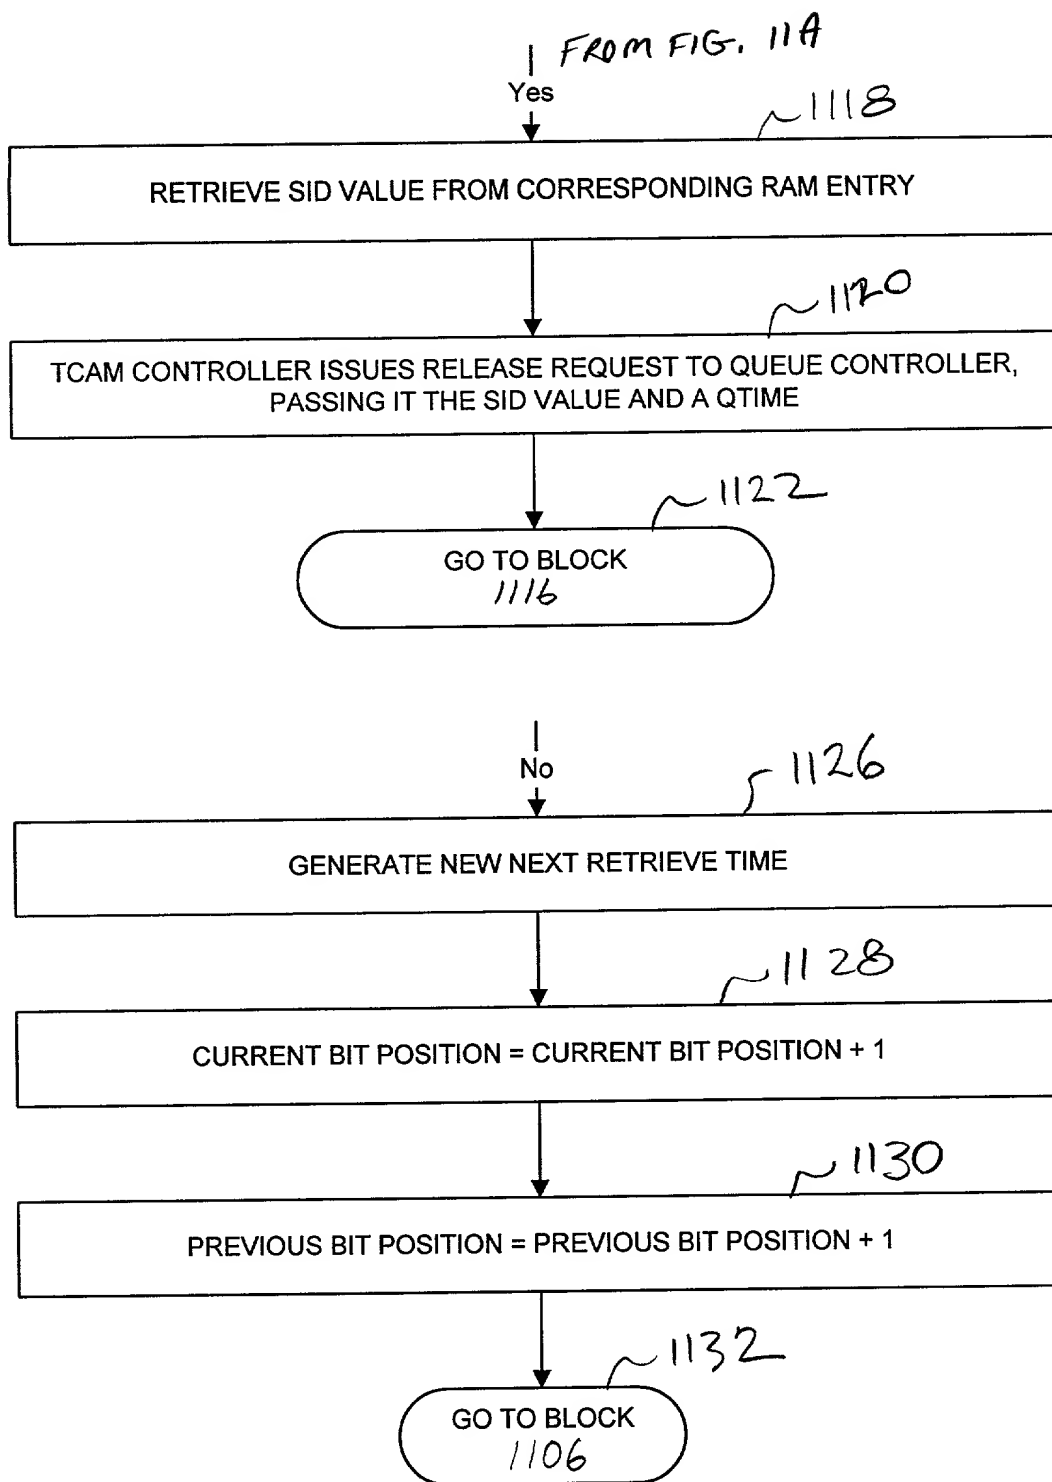 FROM FIG. 11A
Yes
1118
RETRIEVE SID VALUE FROM CORRESPONDING RAM ENTRY
1120
TCAM CONTROLLER ISSUES RELEASE REQUEST TO QUEUE CONTROLLER,
PASSING IT THE SID VALUE AND A QTIME
1122
GO TO BLOCK
1116
No
1126
GENERATE NEW NEXT RETRIEVE TIME
1128
CURRENT BIT POSITION = CURRENT BIT POSITION + 1
1130
PREVIOUS BIT POSITION = PREVIOUS BIT POSITION + 1
1132
GO TO BLOCK
1106